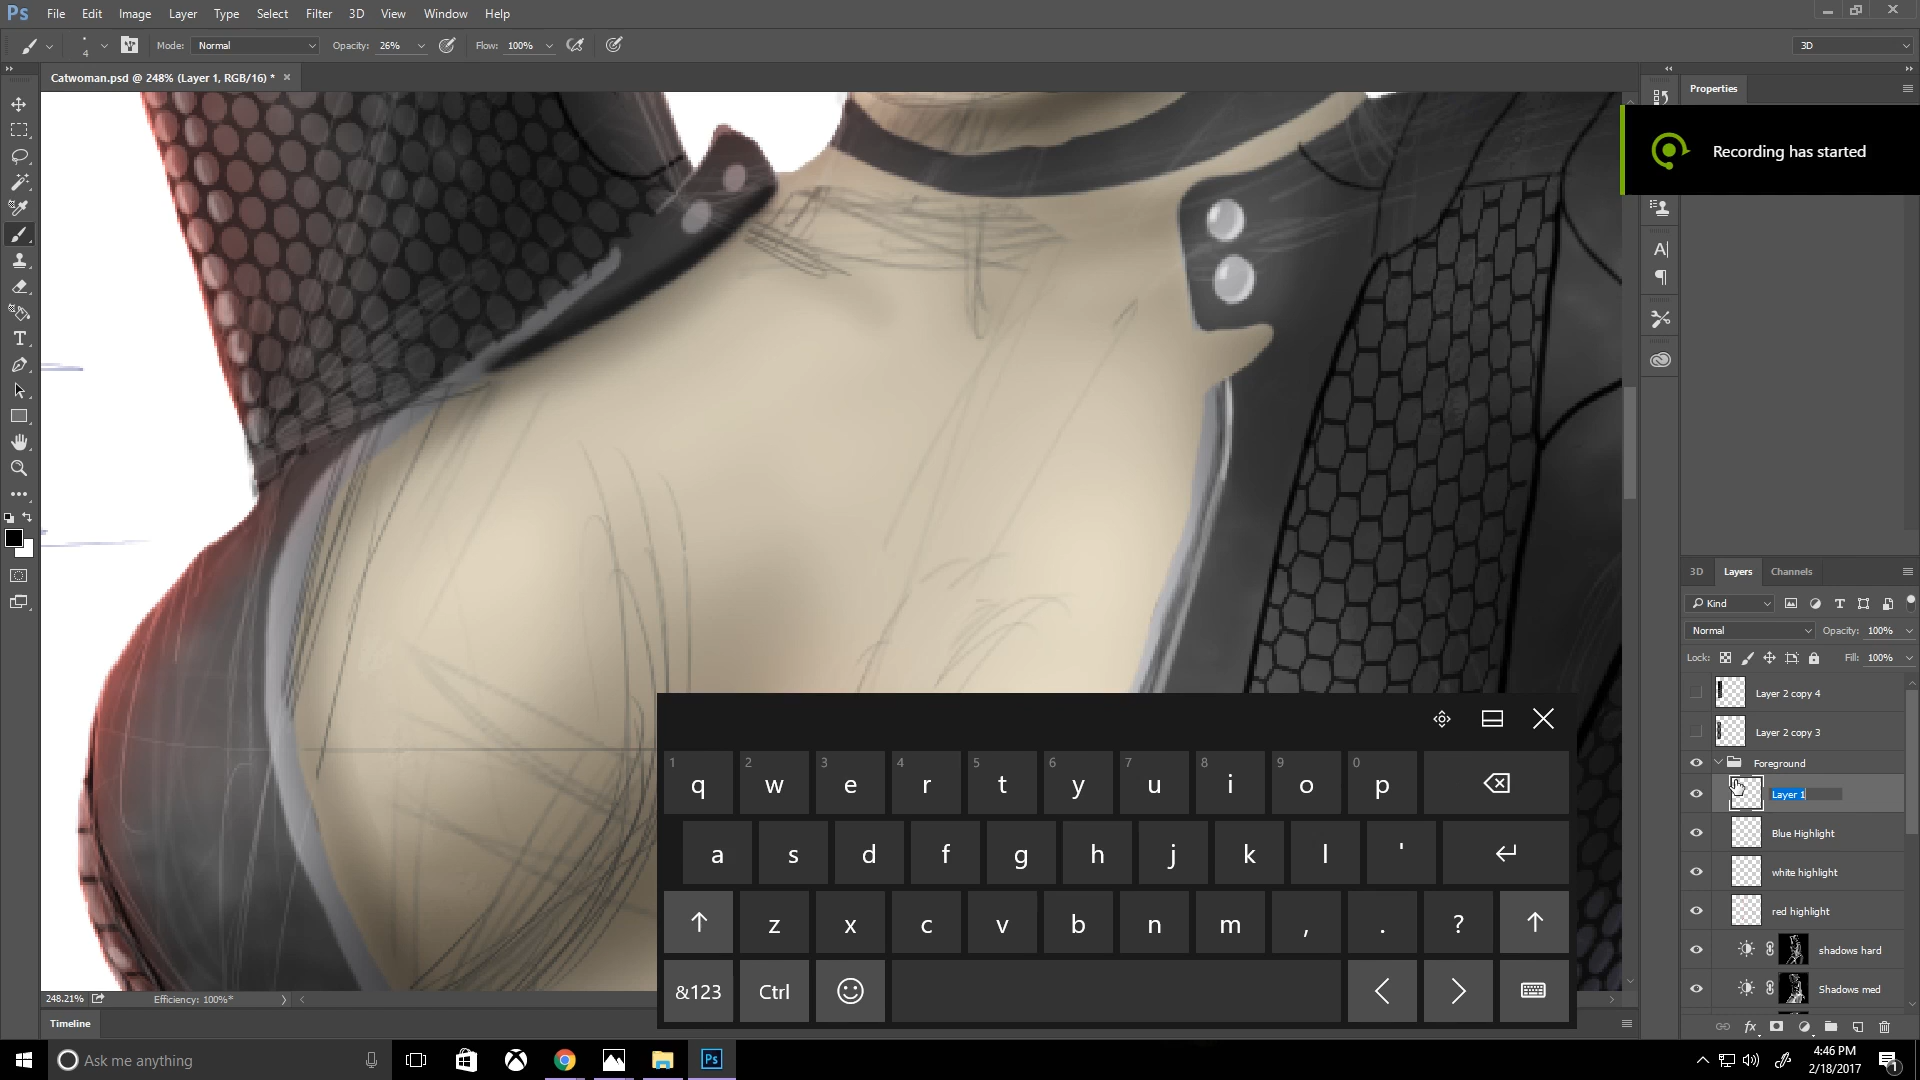 Ps File Edit Image Layer Type Select Filter 3D View Window Help
4 Mode: Normal Opacity: 26% Flow: 100% 3D
Catwoman.psd @ 248% (Layer 1, RGB/16) * ×
Properties
Recording has started
3D Layers Channels
Kind
Normal Opacity: 100%
Lock: Fill: 100%
Layer 2 copy 4
Layer 2 copy 3
Foreground
Layer 1
Blue Highlight
white highlight
red highlight
shadows hard
Shadows med
1 2 3 4 5 6 7 8 9 0
q w e r t y u i o p
a s d f g h j k l '
z x c v b n m , . ?
&123 Ctrl
248.21% Efficiency: 100%*
Timeline
Ask me anything
Ps
4:46 PM
2/18/2017
1